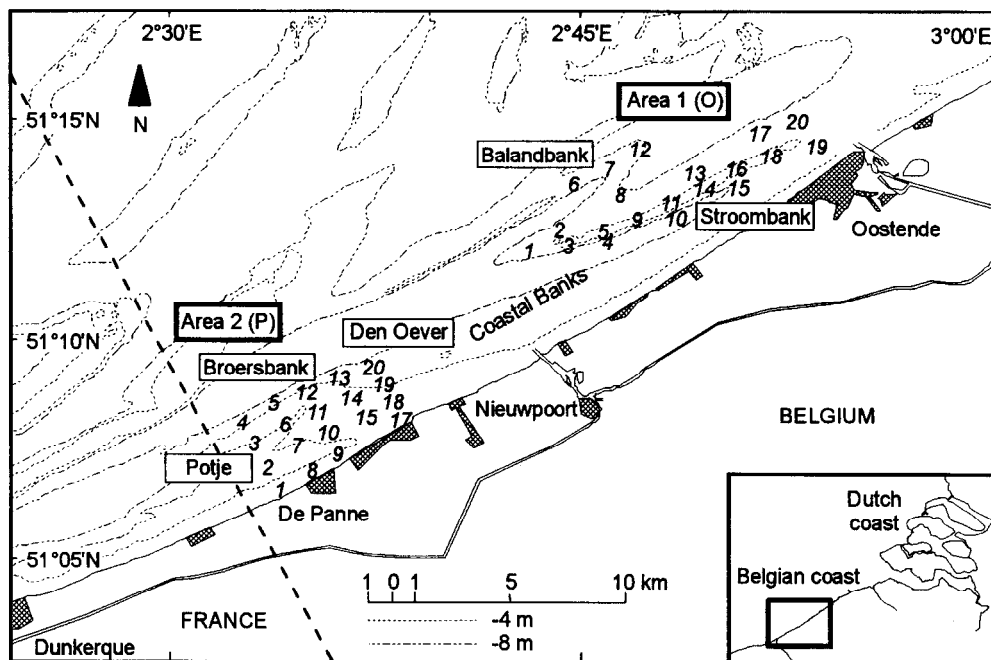 2°30'E
2°45'E
3°00'E
51°15'N
N
Area 1 (O)
Balandbank
20
17
19
18
12
7
16
13
6
15
14
8
11
Stroombank
10
9
Oostende
2
5
4
3
1
Coastal Banks
Area 2 (P)
51°10'N
Den Oever
Broersbank
20
13
19
12
14
18
5
11
15
17
4
6
10
Nieuwpoort
BELGIUM
3
7
9
Potje
2
8
1
De Panne
51°05'N
1 0 1 5 10 km
-4 m
-8 m
FRANCE
Dunkerque
Dutch
coast
Belgian coast